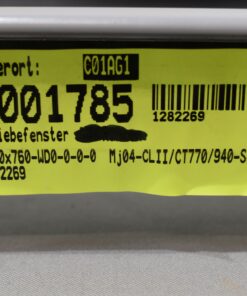 erort: C01AG1
001785
1282269
iebefenster
0x760-WD0-0-0-0 Mj04-CLII/CT770/940-S
2269